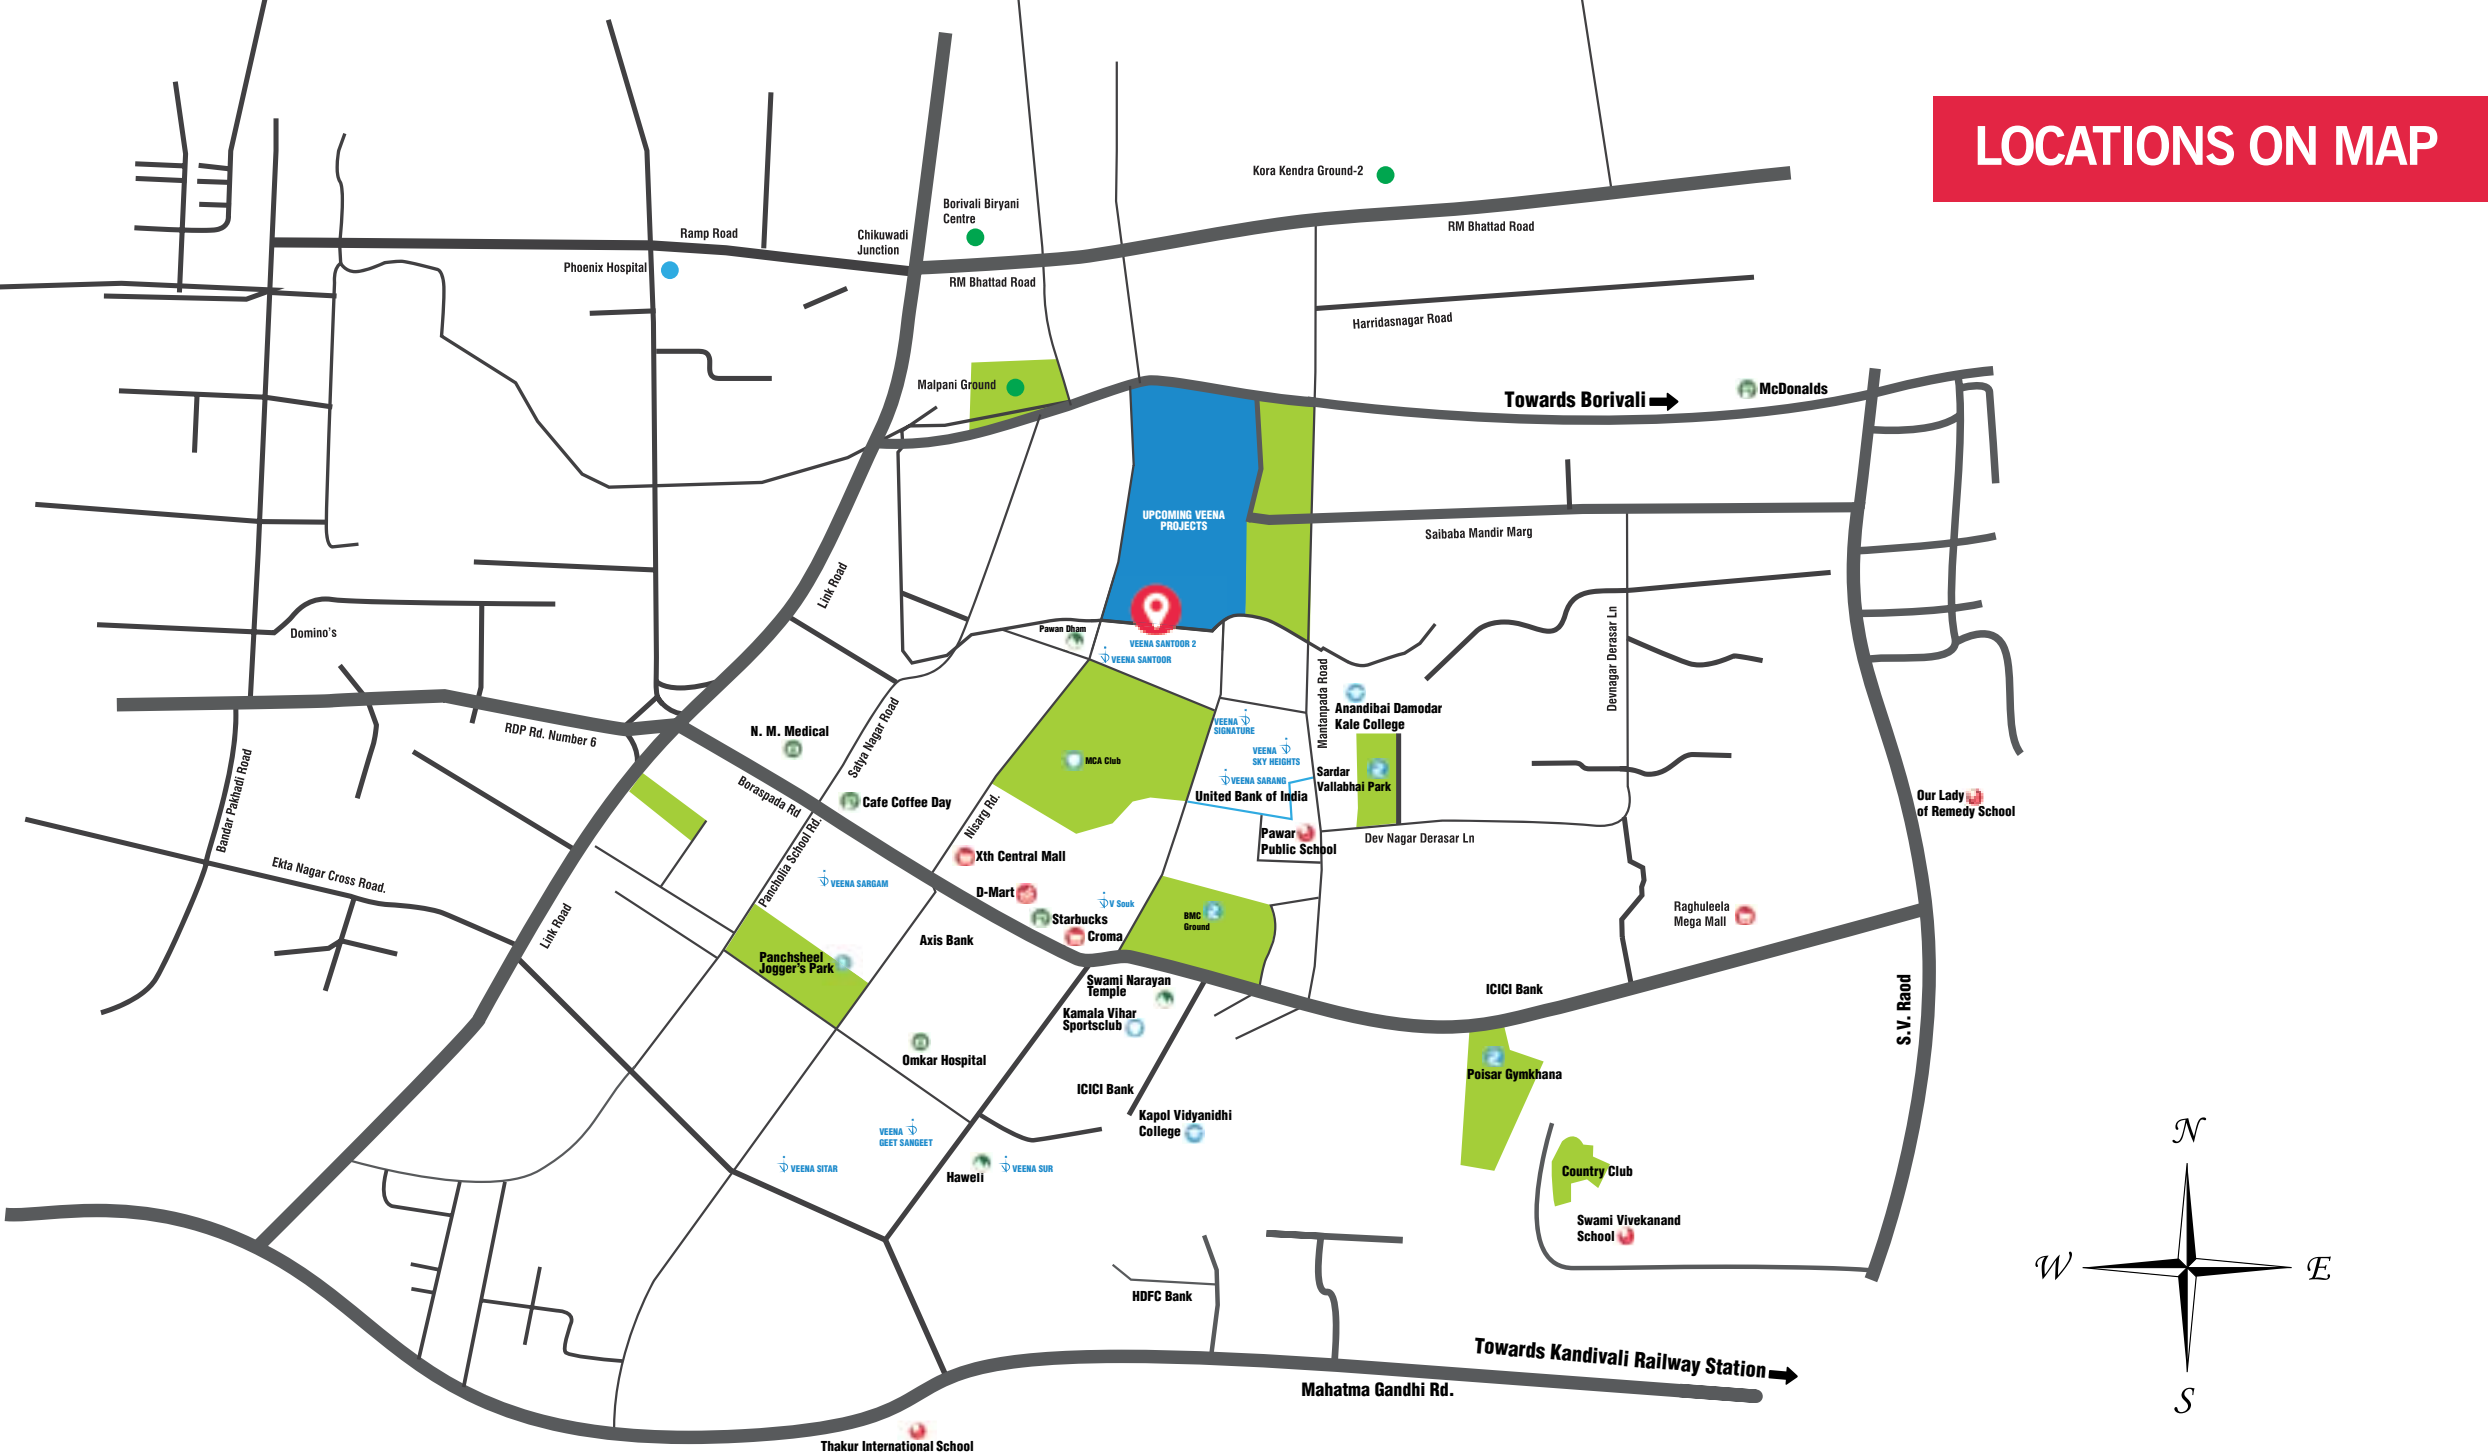 LOCATIONS ON MAP
Kora Kendra Ground-2
Borivali Biryani
Centre
RM Bhattad Road
Ramp Road
Chikuwadi
Junction
Phoenix Hospital
RM Bhattad Road
Harridasnagar Road
Malpani Ground
Towards Borivali
McDonalds
UPCOMING VEENA
PROJECTS
Saibaba Mandir Marg
Link Road
Domino's
Pawan Dham
VEENA SANTOOR 2
VEENA SANTOOR
Devnagar Derasar Ln
Mantanpada Road
Anandibai Damodar
Kale College
RDP Rd. Number 6
N. M. Medical
Satya Nagar Road
VEENA
SIGNATURE
VEENA
SKY HEIGHTS
MCA Club
Sardar
Vallabhai Park
VEENA SARANG
United Bank of India
Bandar Pakhadi Road
Boraspada Rd
Cafe Coffee Day
Nisarg Rd.
Our Lady
of Remedy School
Pawar
Public School
Dev Nagar Derasar Ln
Pancholia School Rd.
Xth Central Mall
Ekta Nagar Cross Road.
VEENA SARGAM
D-Mart
V Souk
Starbucks
Croma
BMC
Ground
Raghuleela
Mega Mall
Link Road
Axis Bank
Panchsheel
Jogger's Park
Swami Narayan
Temple
ICICI Bank
S.V. Raod
Kamala Vihar
Sportsclub
Omkar Hospital
Poisar Gymkhana
ICICI Bank
Kapol Vidyanidhi
College
VEENA
GEET SANGEET
VEENA SITAR
Haweli
VEENA SUR
Country Club
Swami Vivekanand
School
N
W
E
S
HDFC Bank
Towards Kandivali Railway Station
Mahatma Gandhi Rd.
Thakur International School